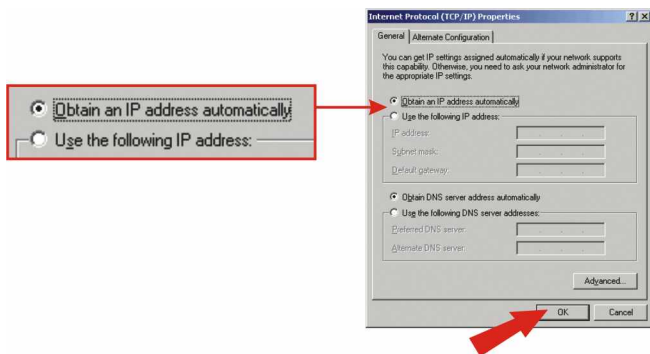 Obtain an IP address automatically
Use the following IP address:
Internet Protocol (TCP/IP) Properties
General
Alternate Configuration
You can get IP settings assigned automatically if your network supports
this capability. Otherwise, you need to ask your network administrator for
the appropriate IP settings.
Obtain an IP address automatically
Use the following IP address:
IP address:
Subnet mask:
Default gateway:
Obtain DNS server address automatically
Use the following DNS server addresses:
Preferred DNS server:
Alternate DNS server:
Advanced...
OK Cancel